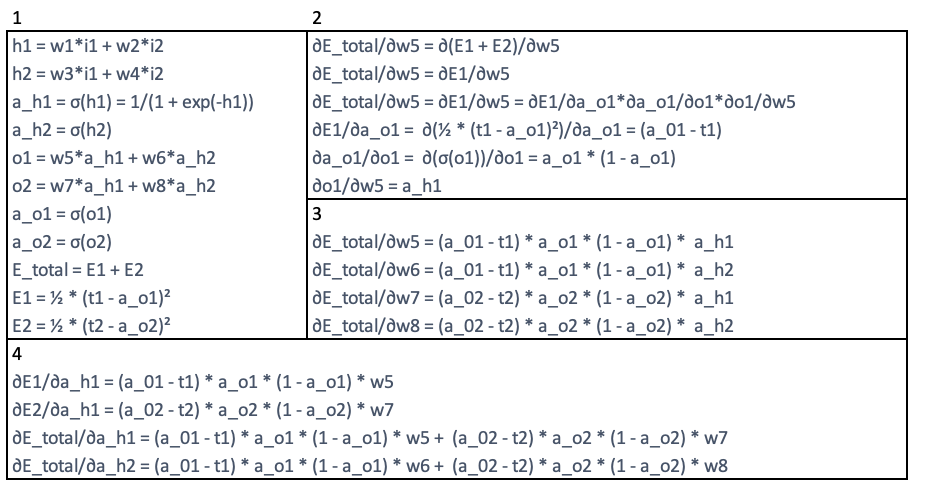 1
h1 = w1*i1 + w2*i2
h2 = w3*i1 + w4*i2
a_h1 = σ(h1) = 1/(1 + exp(-h1))
a_h2 = σ(h2)
o1 = w5*a_h1 + w6*a_h2
o2 = w7*a_h1 + w8*a_h2
a_o1 = σ(o1)
a_o2 = σ(o2)
E_total = E1 + E2
E1 = ½ * (t1 - a_o1)²
E2 = ½ * (t2 - a_o2)²
2
∂E_total/∂w5 = ∂(E1 + E2)/∂w5
∂E_total/∂w5 = ∂E1/∂w5
∂E_total/∂w5 = ∂E1/∂w5 = ∂E1/∂a_o1*∂a_o1/∂o1*∂o1/∂w5
∂E1/∂a_o1 = ∂(½ * (t1 - a_o1)²)/∂a_o1 = (a_01 - t1)
∂a_o1/∂o1 = ∂(σ(o1))/∂o1 = a_o1 * (1 - a_o1)
∂o1/∂w5 = a_h1
3
∂E_total/∂w5 = (a_01 - t1) * a_o1 * (1 - a_o1) * a_h1
∂E_total/∂w6 = (a_01 - t1) * a_o1 * (1 - a_o1) * a_h2
∂E_total/∂w7 = (a_02 - t2) * a_o2 * (1 - a_o2) * a_h1
∂E_total/∂w8 = (a_02 - t2) * a_o2 * (1 - a_o2) * a_h2
4
∂E1/∂a_h1 = (a_01 - t1) * a_o1 * (1 - a_o1) * w5
∂E2/∂a_h1 = (a_02 - t2) * a_o2 * (1 - a_o2) * w7
∂E_total/∂a_h1 = (a_01 - t1) * a_o1 * (1 - a_o1) * w5 + (a_02 - t2) * a_o2 * (1 - a_o2) * w7
∂E_total/∂a_h2 = (a_01 - t1) * a_o1 * (1 - a_o1) * w6 + (a_02 - t2) * a_o2 * (1 - a_o2) * w8